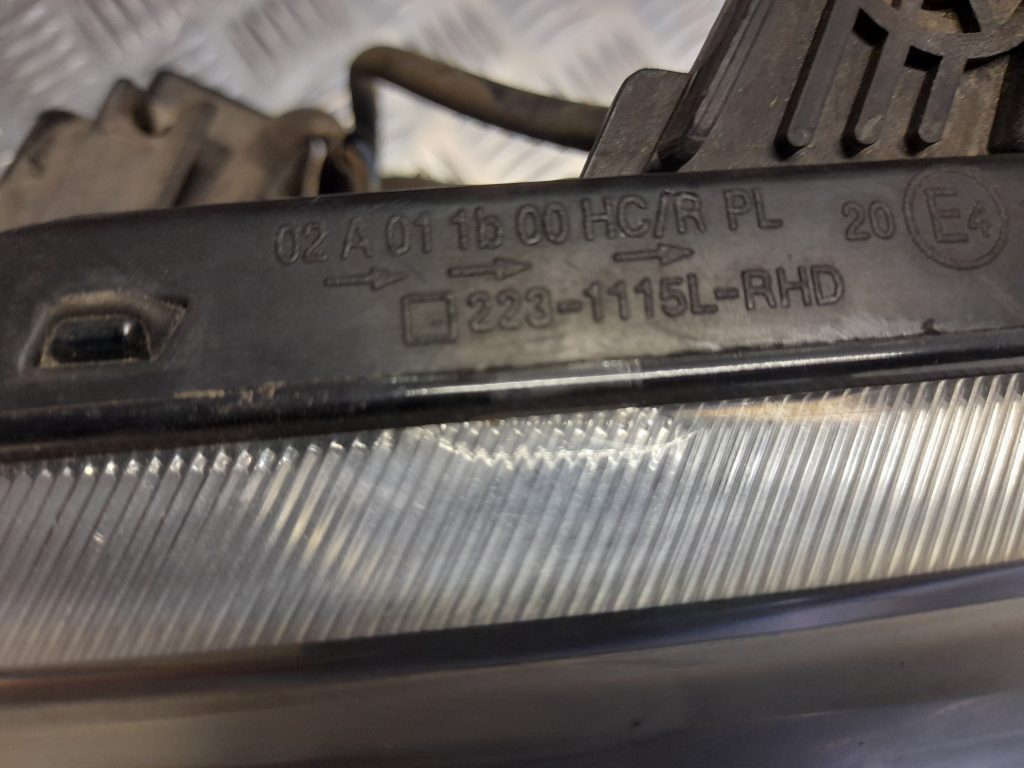 02 A 01 1b 00 HC/R PL 20 E4
223-1115L-RHD